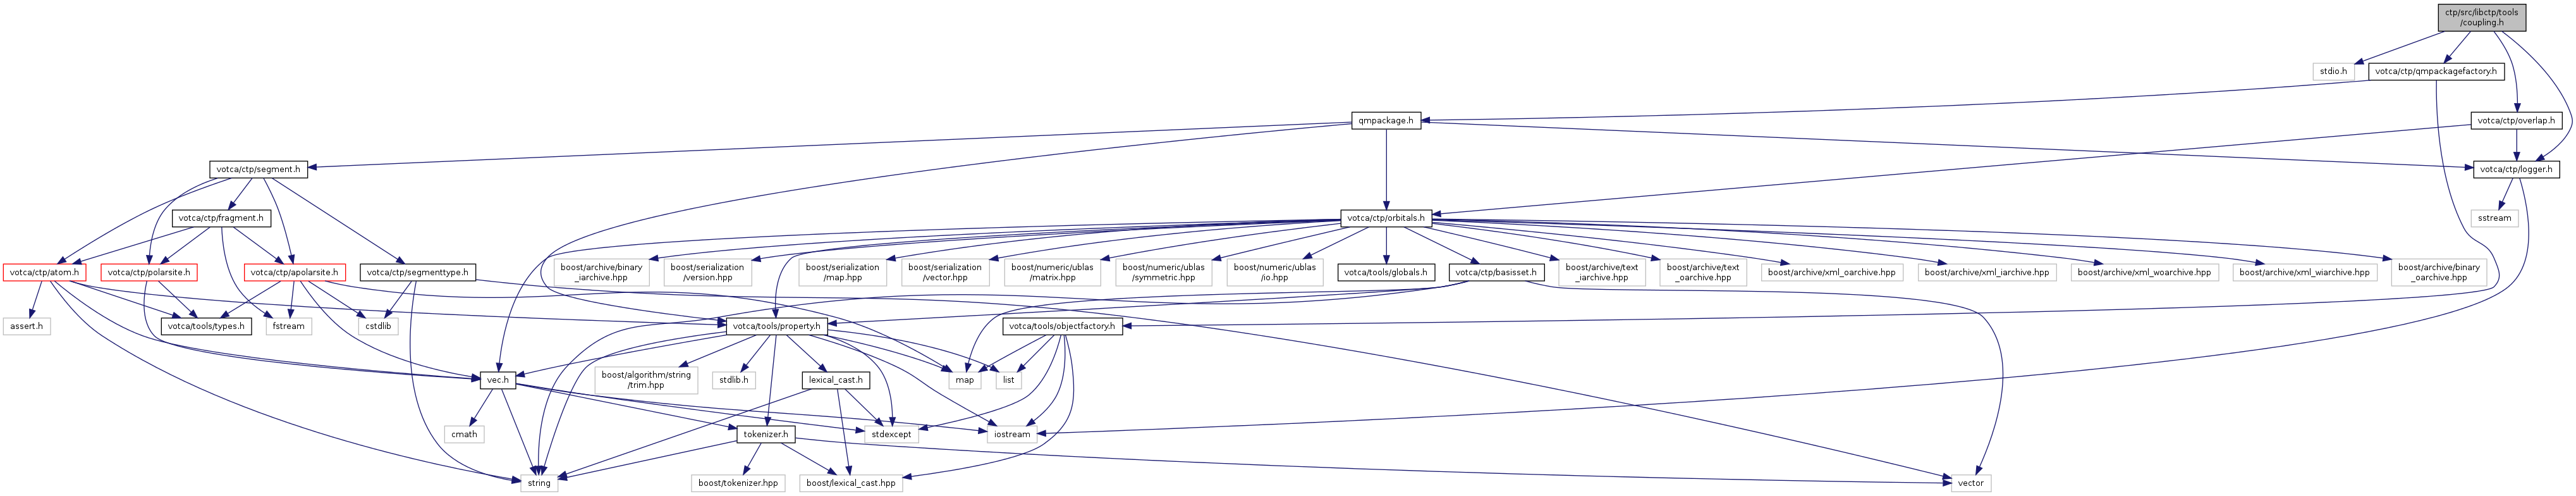 ctp/src/libctp/tools
/coupling.h
stdio.h
votca/ctp/qmpackagefactory.h
qmpackage.h
votca/ctp/overlap.h
votca/ctp/segment.h
votca/ctp/logger.h
votca/ctp/fragment.h
votca/ctp/orbitals.h
sstream
votca/ctp/atom.h
votca/ctp/polarsite.h
votca/ctp/apolarsite.h
votca/ctp/segmenttype.h
boost/archive/binary
_iarchive.hpp
boost/serialization
/version.hpp
boost/serialization
/map.hpp
boost/serialization
/vector.hpp
boost/numeric/ublas
/matrix.hpp
boost/numeric/ublas
/symmetric.hpp
boost/numeric/ublas
/io.hpp
votca/tools/globals.h
votca/ctp/basisset.h
boost/archive/text
_iarchive.hpp
boost/archive/text
_oarchive.hpp
boost/archive/xml_oarchive.hpp
boost/archive/xml_iarchive.hpp
boost/archive/xml_woarchive.hpp
boost/archive/xml_wiarchive.hpp
boost/archive/binary
_oarchive.hpp
assert.h
votca/tools/types.h
fstream
cstdlib
votca/tools/property.h
votca/tools/objectfactory.h
vec.h
boost/algorithm/string
/trim.hpp
stdlib.h
lexical_cast.h
map
list
cmath
tokenizer.h
stdexcept
iostream
string
boost/tokenizer.hpp
boost/lexical_cast.hpp
vector